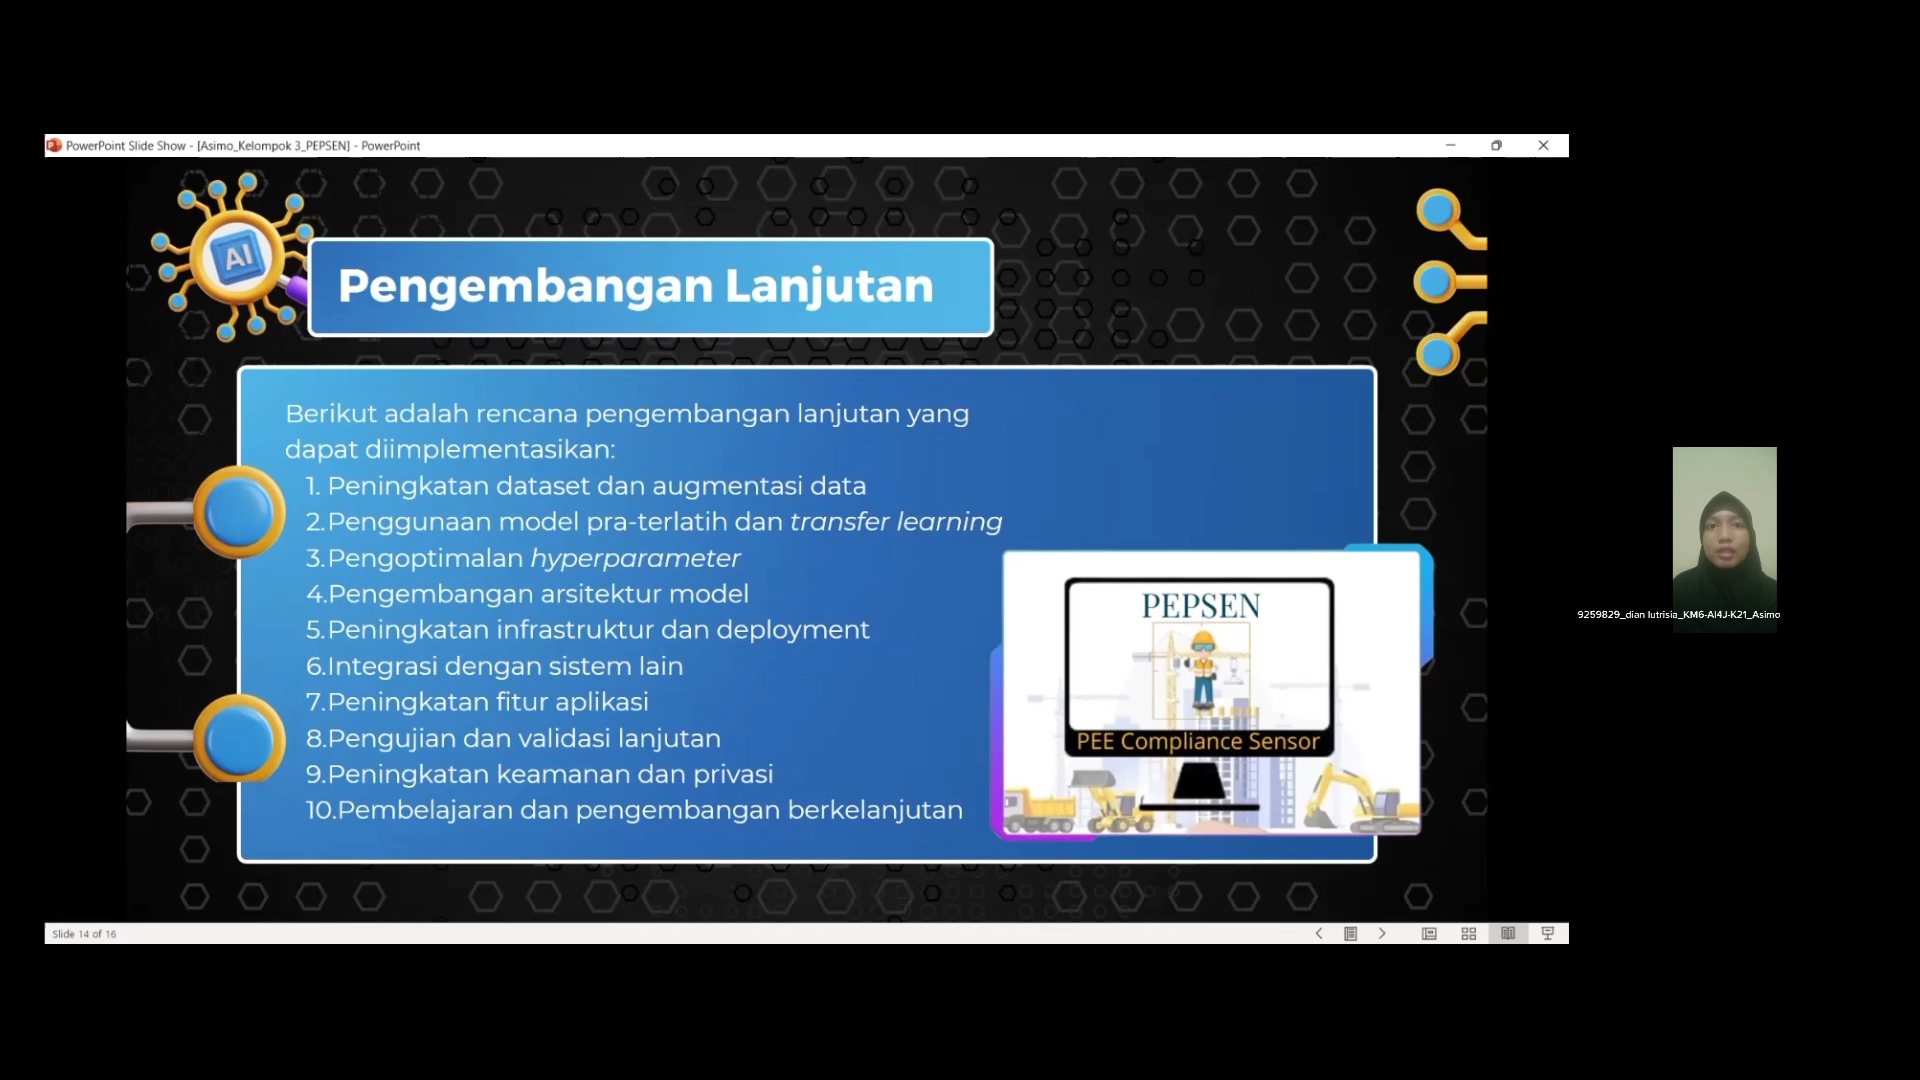 PowerPoint Slide Show - [Asimo_Kelompok 3_PEPSEN] - PowerPoint
AI
Pengembangan Lanjutan
Berikut adalah rencana pengembangan lanjutan yang
dapat diimplementasikan:
1. Peningkatan dataset dan augmentasi data
2.Penggunaan model pra-terlatih dan transfer learning
3.Pengoptimalan hyperparameter
4.Pengembangan arsitektur model
5.Peningkatan infrastruktur dan deployment
6.Integrasi dengan sistem lain
7.Peningkatan fitur aplikasi
8.Pengujian dan validasi lanjutan
9.Peningkatan keamanan dan privasi
10.Pembelajaran dan pengembangan berkelanjutan
PEPSEN
PEE Compliance Sensor
9259829_dian lutrisia_KM6-AI4J-K21_Asimo
Slide 14 of 16